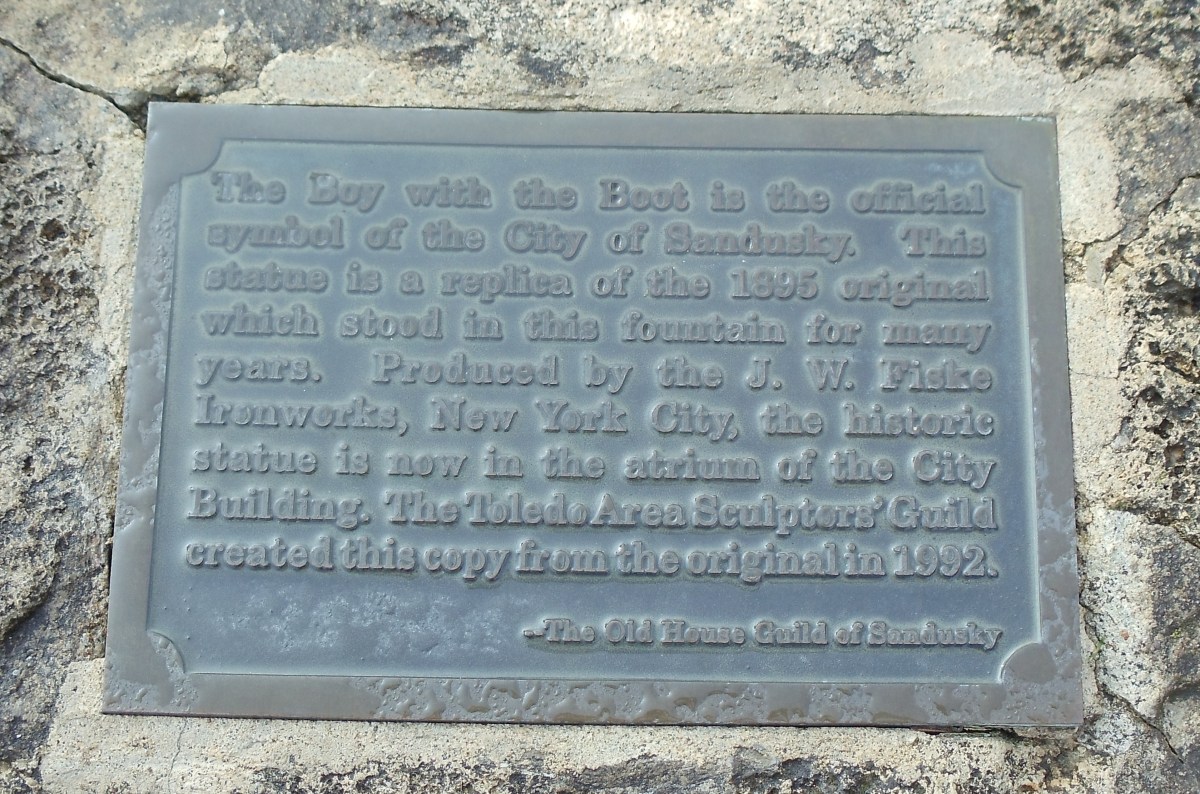 The Boy with the Boot is the official
symbol of the City of Sandusky. This
statue is a replica of the 1895 original
which stood in this fountain for many
years. Produced by the J. W. Fiske
Ironworks, New York City, the historic
statue is now in the atrium of the City
Building. The Toledo Area Sculptors' Guild
created this copy from the original in 1992.
--The Old House Guild of Sandusky